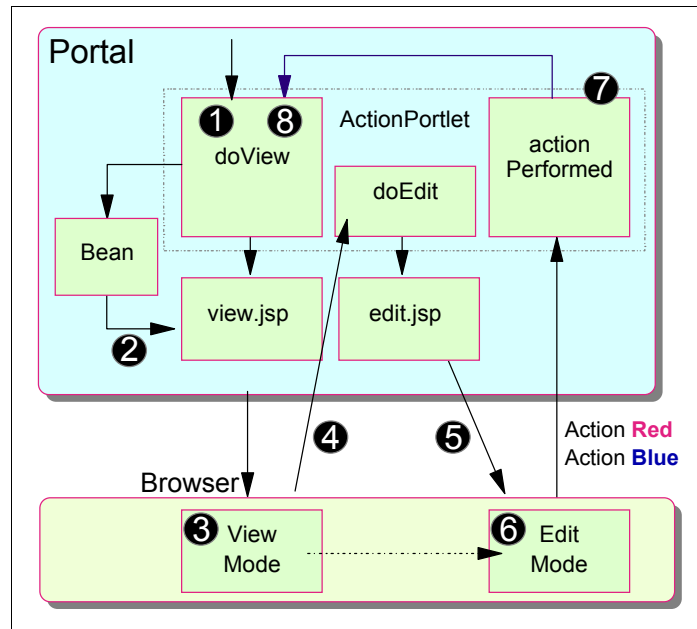 Portal
1
8
7
ActionPortlet
doView
action
Performed
doEdit
Bean
view.jsp
edit.jsp
2
4
5
Action Red
Action Blue
Browser
3
View
Mode
6
Edit
Mode